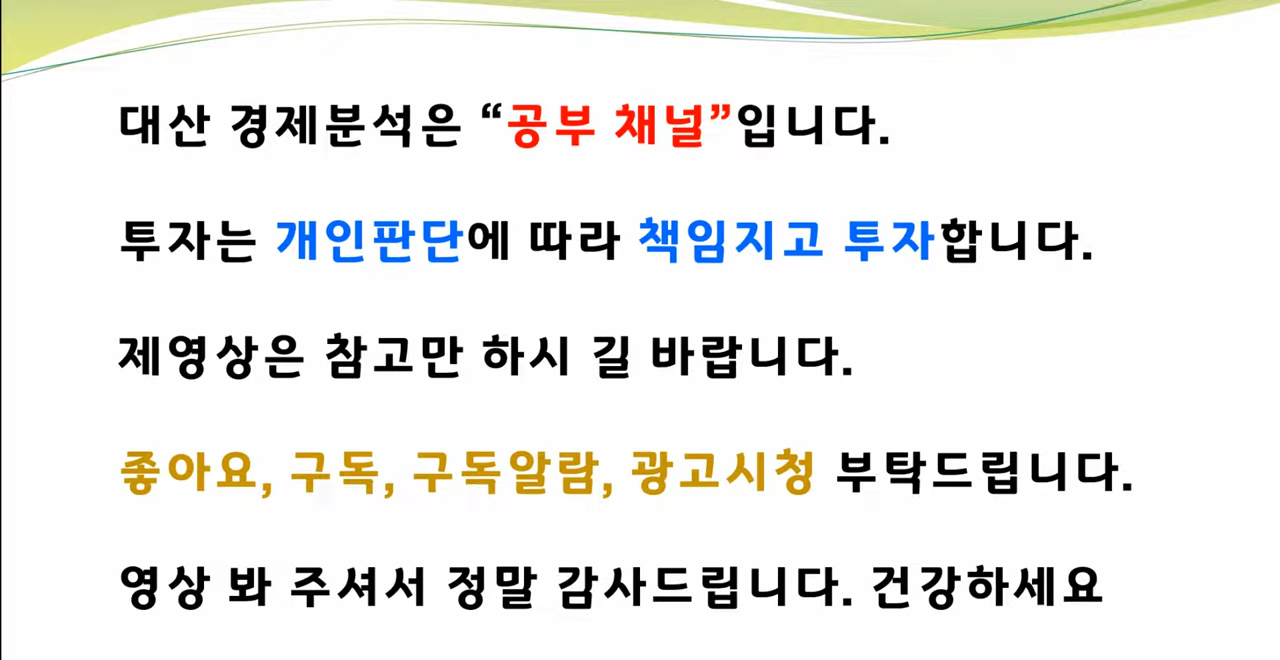 대산 경제분석은 “공부 채널”입니다.
투자는 개인판단에 따라 책임지고 투자합니다.
제영상은 참고만 하시 길 바랍니다.
좋아요, 구독, 구독알람, 광고시청 부탁드립니다.
영상 봐 주셔서 정말 감사드립니다. 건강하세요